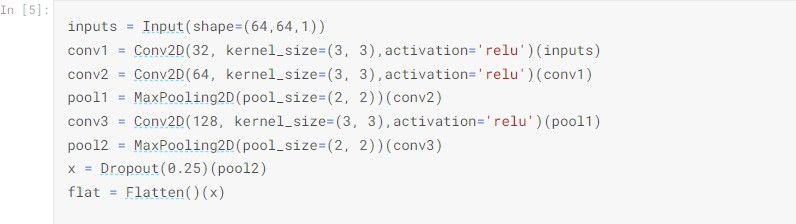 In [5]:
inputs = Input(shape=(64,64,1))
conv1 = Conv2D(32, kernel_size=(3, 3),activation='relu')(inputs)
conv2 = Conv2D(64, kernel_size=(3, 3),activation='relu')(conv1)
pool1 = MaxPooling2D(pool_size=(2, 2))(conv2)
conv3 = Conv2D(128, kernel_size=(3, 3),activation='relu')(pool1)
pool2 = MaxPooling2D(pool_size=(2, 2))(conv3)
x = Dropout(0.25)(pool2)
flat = Flatten()(x)